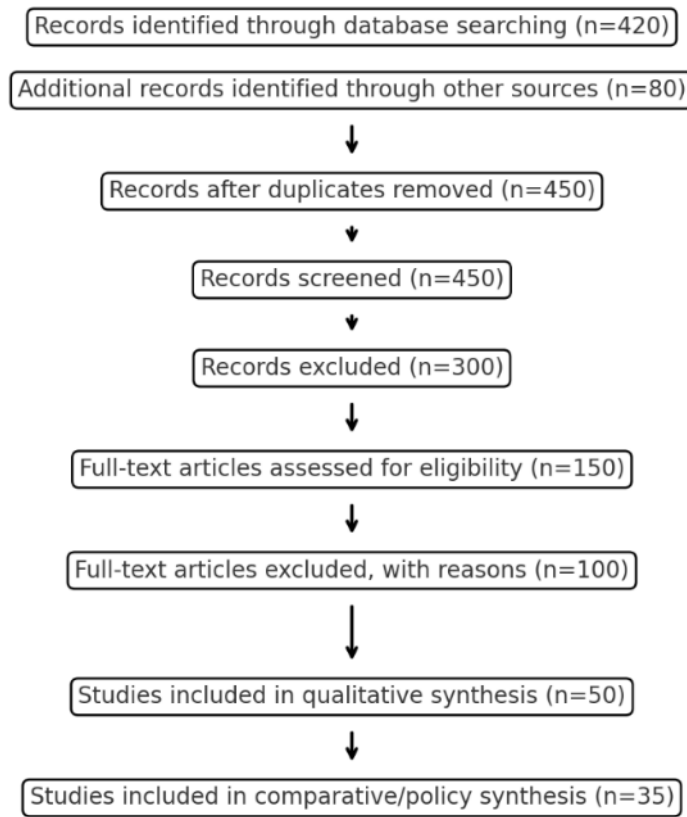 Records identified through database searching (n=420)
Additional records identified through other sources (n=80)
Records after duplicates removed (n=450)
Records screened (n=450)
Records excluded (n=300)
Full-text articles assessed for eligibility (n=150)
Full-text articles excluded, with reasons (n=100)
Studies included in qualitative synthesis (n=50)
Studies included in comparative/policy synthesis (n=35)